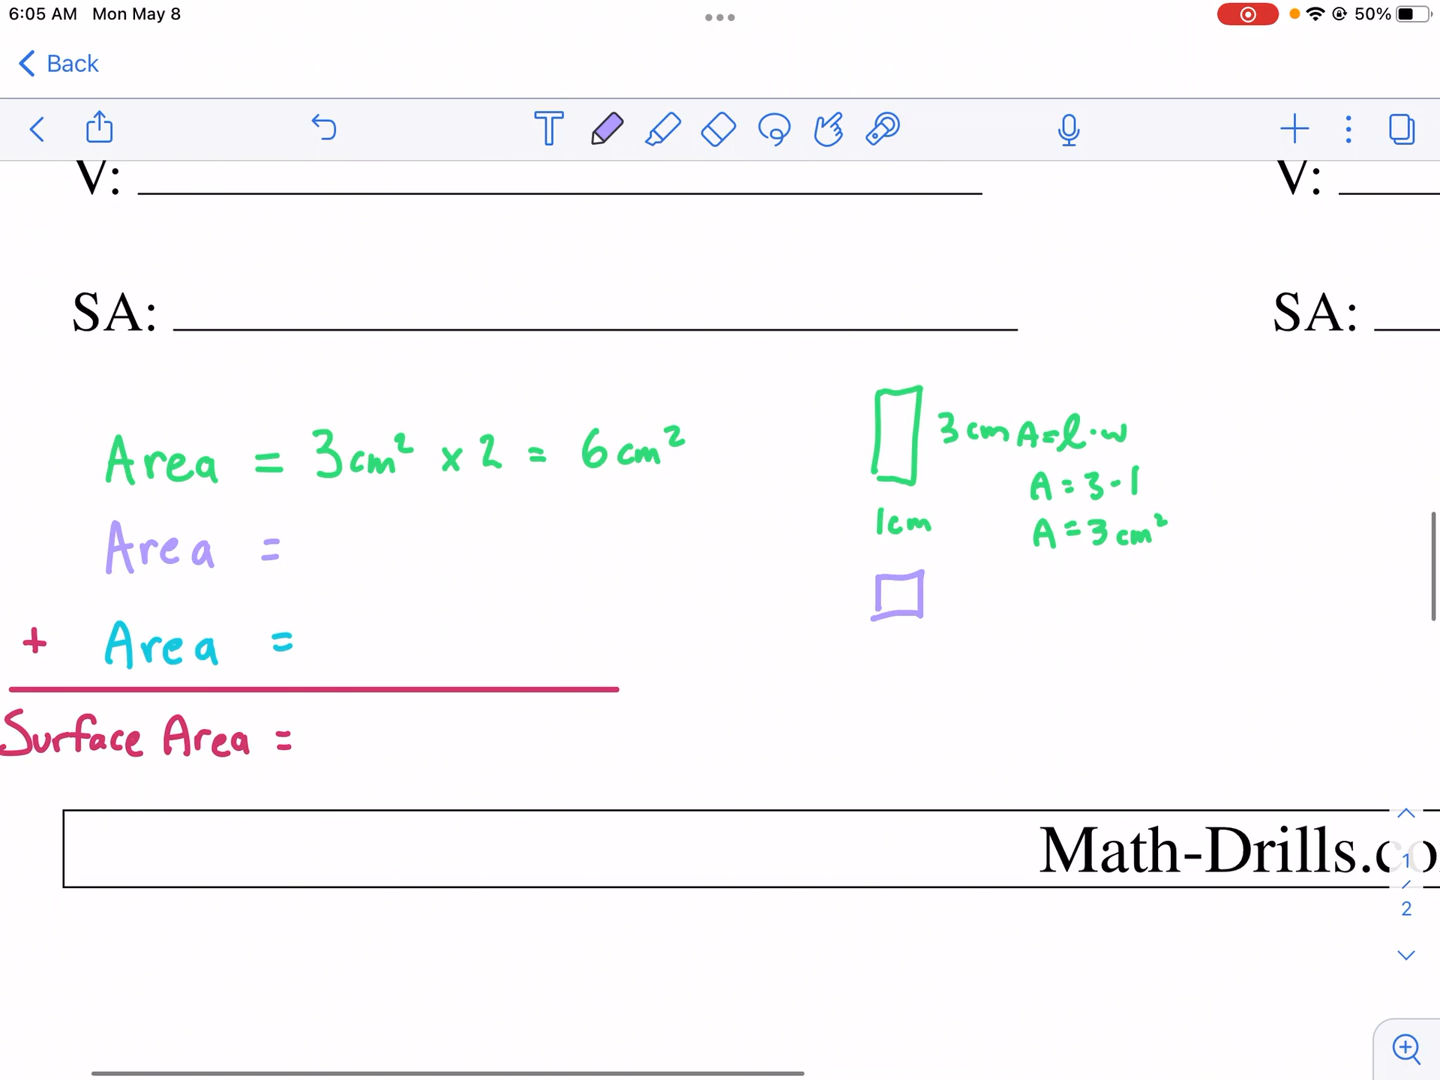 6:05 AM Mon May 8
50%
Back
V:
V:
SA:
SA:
Area = 3cm² x 2 = 6cm²
3cm A=l·w
A=3·1
1cm
A=3cm²
Area =
+ Area =
Surface Area =
Math-Drills.co
1
/
2